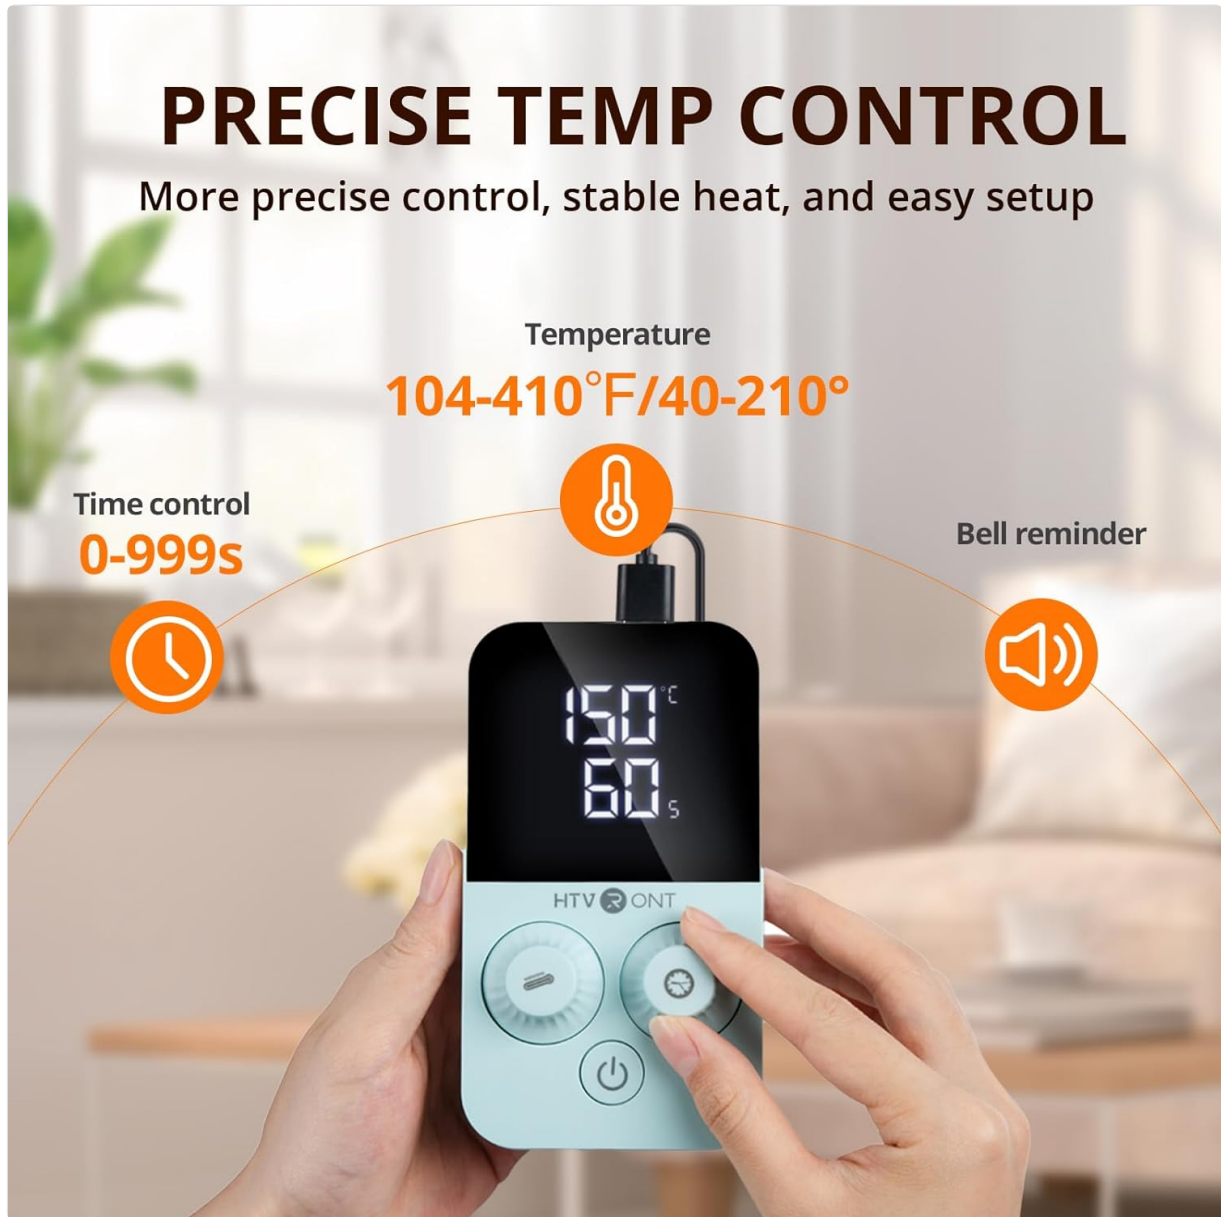 PRECISE TEMP CONTROL
More precise control, stable heat, and easy setup
Temperature
104-410°F/40-210°
Time control
0-999s
Bell reminder
150 °C
60 s
HTVRONT